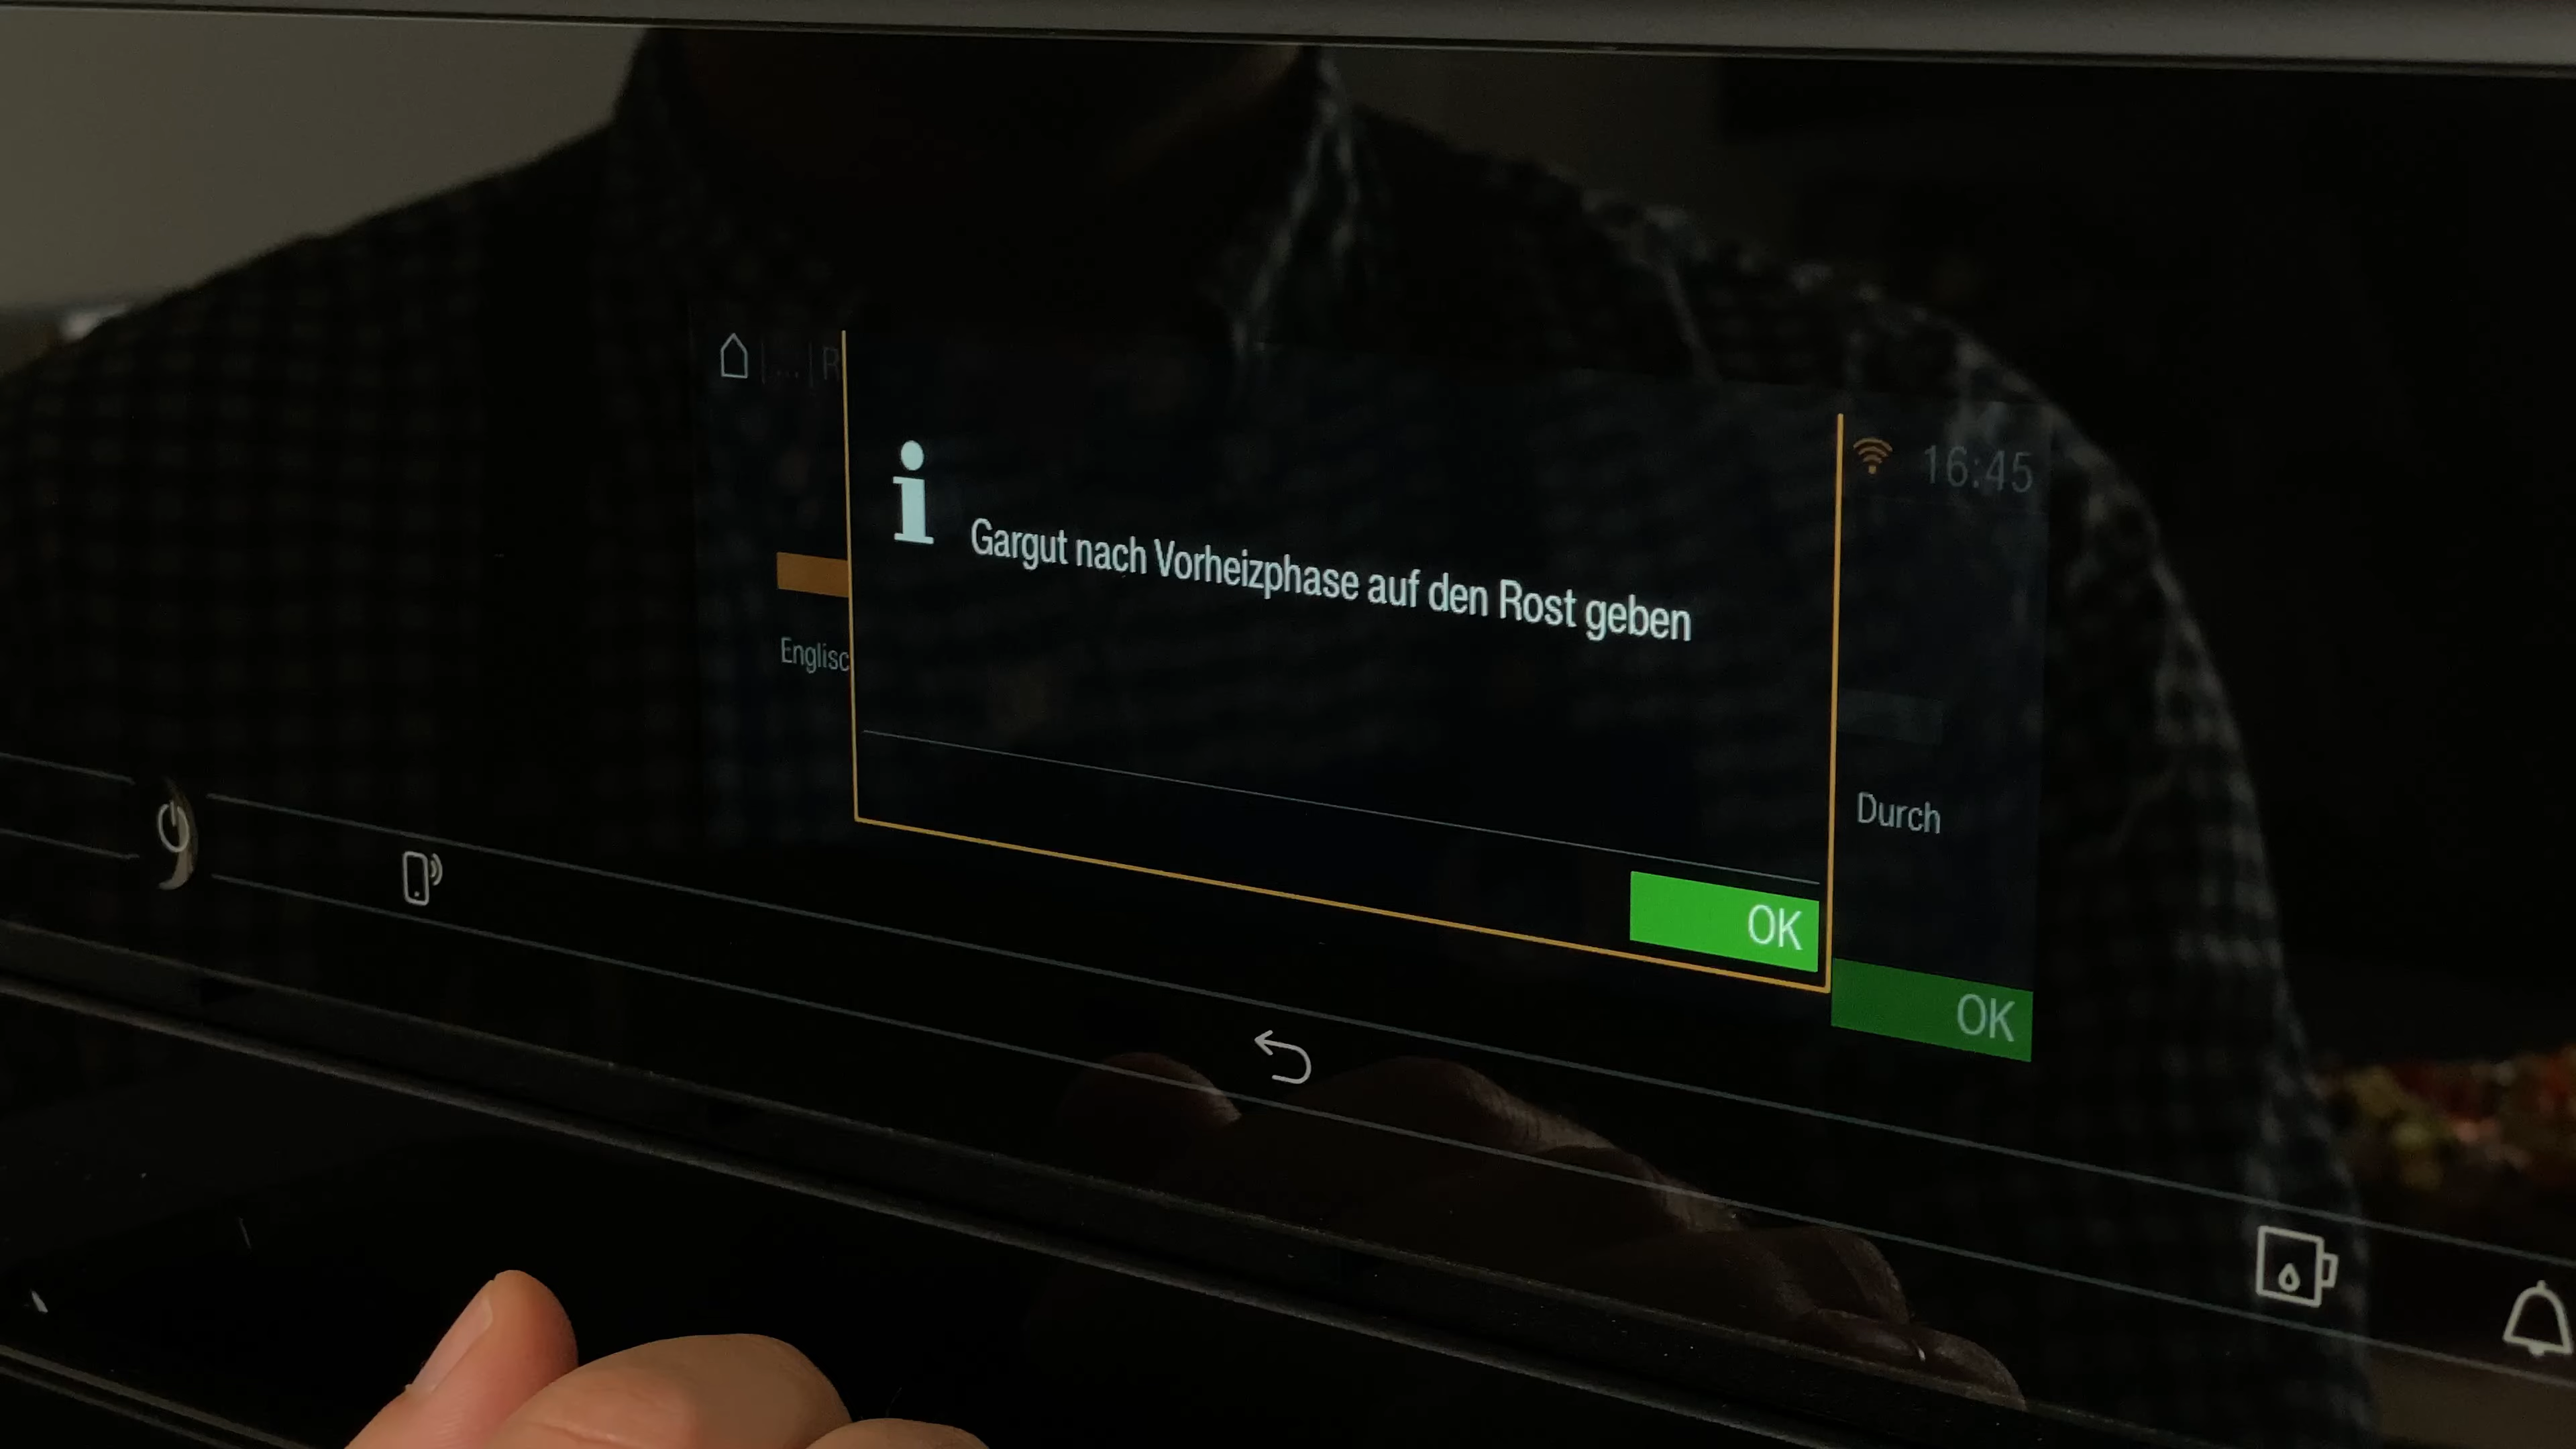 ... R
16:45
i
Gargut nach Vorheizphase auf den Rost geben
Englisc
Durch
OK
OK